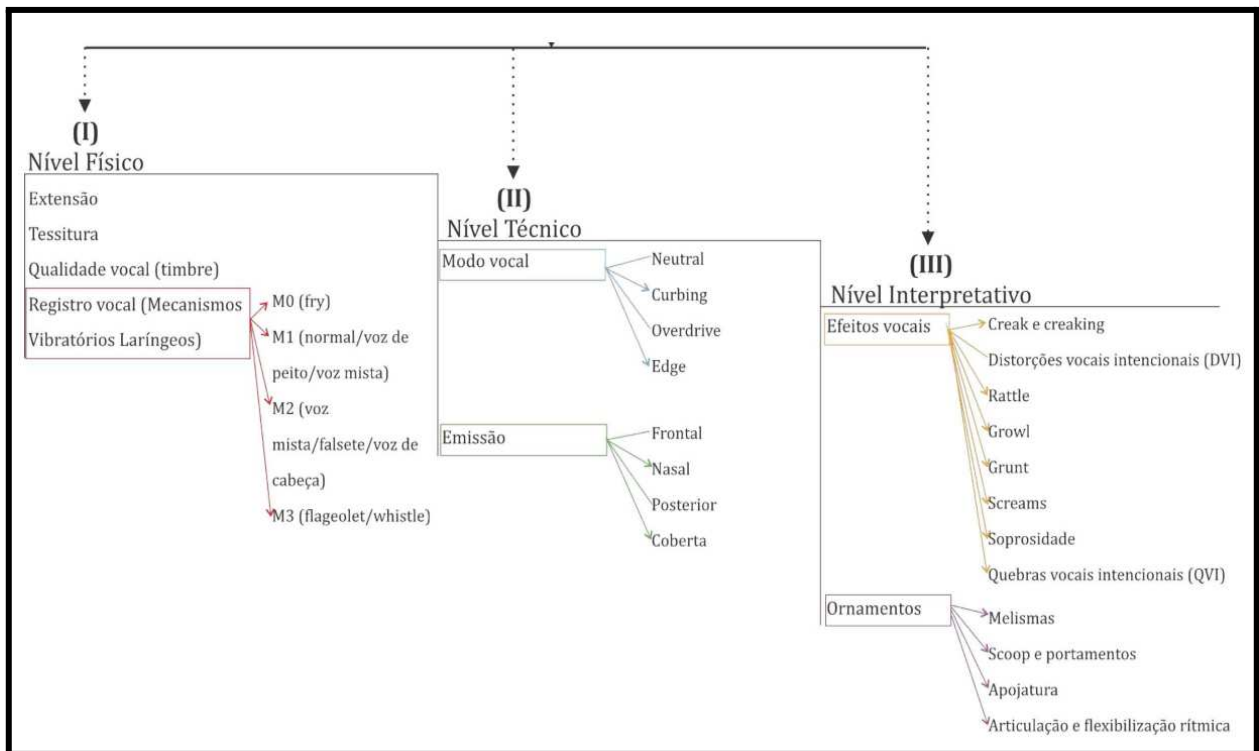 (I)
Nível Físico
Extensão
Tessitura
Qualidade vocal (timbre)
Registro vocal (Mecanismos
Vibratórios Laríngeos)
M0 (fry)
M1 (normal/voz de
peito/voz mista)
M2 (voz
mista/falsete/voz de
cabeça)
M3 (flageolet/whistle)
(II)
Nível Técnico
Modo vocal
Neutral
Curbing
Overdrive
Edge
Emissão
Frontal
Nasal
Posterior
Coberta
(III)
Nível Interpretativo
Efeitos vocais
Creak e creaking
Distorções vocais intencionais (DVI)
Rattle
Growl
Grunt
Screams
Soprosidade
Quebras vocais intencionais (QVI)
Ornamentos
Melismas
Scoop e portamentos
Apojatura
Articulação e flexibilização rítmica